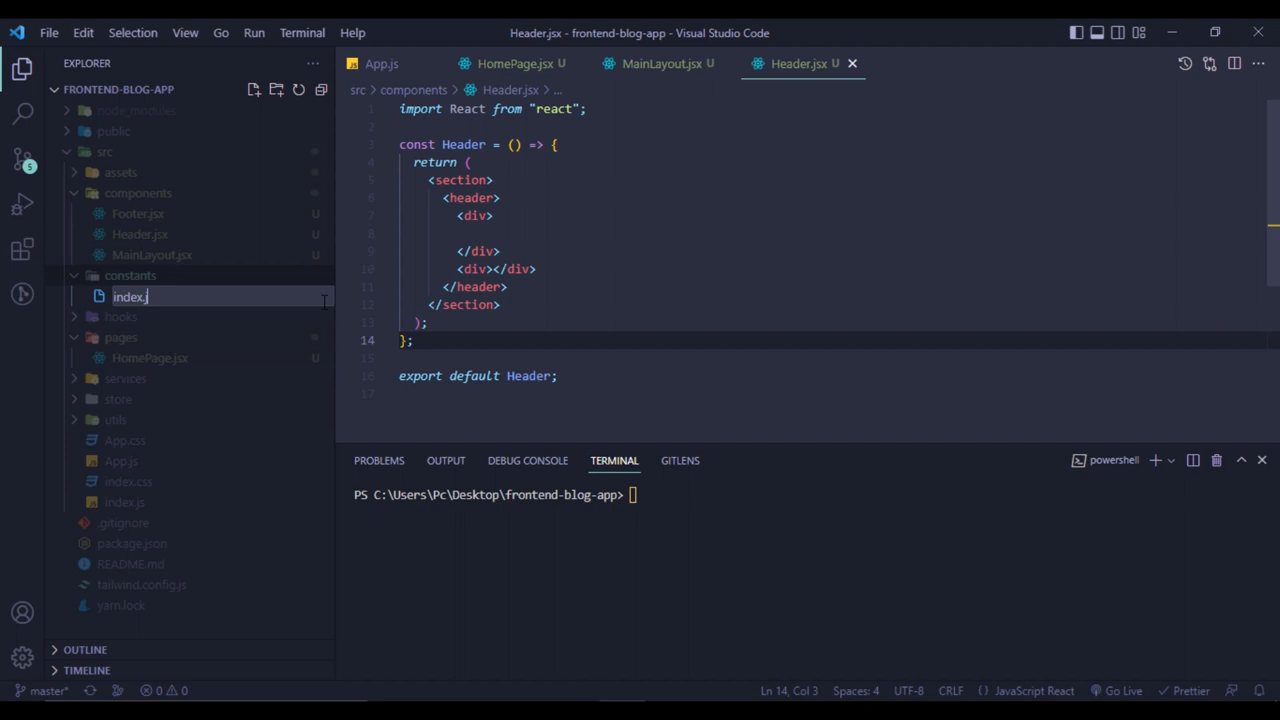 File Edit Selection View Go Run Terminal Help
Header.jsx - frontend-blog-app - Visual Studio Code
EXPLORER
FRONTEND-BLOG-APP
node_modules
public
src
assets
components
Footer.jsx U
Header.jsx U
MainLayout.jsx U
constants
index.j
hooks
pages
HomePage.jsx U
services
store
utils
App.css
App.js
index.css
index.js
.gitignore
package.json
README.md
tailwind.config.js
yarn.lock
OUTLINE
TIMELINE
5
App.js HomePage.jsx U MainLayout.jsx U Header.jsx U
src > components > Header.jsx > ...
1 import React from "react";
2
3 const Header = () => {
4 return (
5 <section>
6 <header>
7 <div>
8
9 </div>
10 <div></div>
11 </header>
12 </section>
13 );
14 };
15
16 export default Header;
17
PROBLEMS OUTPUT DEBUG CONSOLE TERMINAL GITLENS
powershell
PS C:\Users\Pc\Desktop\frontend-blog-app>
master* 0 0 Ln 14, Col 3 Spaces: 4 UTF-8 CRLF {} JavaScript React Go Live Prettier